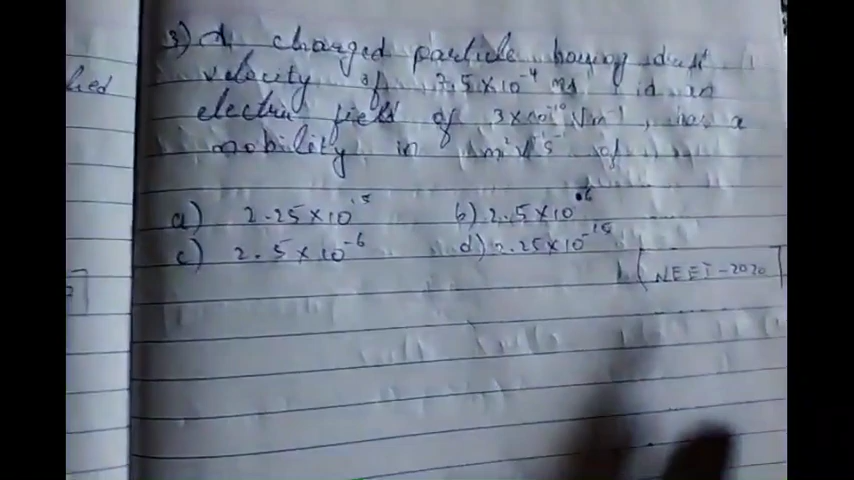 3) A charged particle having drift
lied velocity of 7.5×10⁻⁴ ms⁻¹ in an
electric field of 3×10⁻¹⁰ Vm⁻¹, has a
mobility in m²V⁻¹s⁻¹ of
a) 2.25×10¹⁵ b) 2.5×10⁶
c) 2.5×10⁻⁶ d) 2.25×10⁻¹⁵
[NEET-2020]